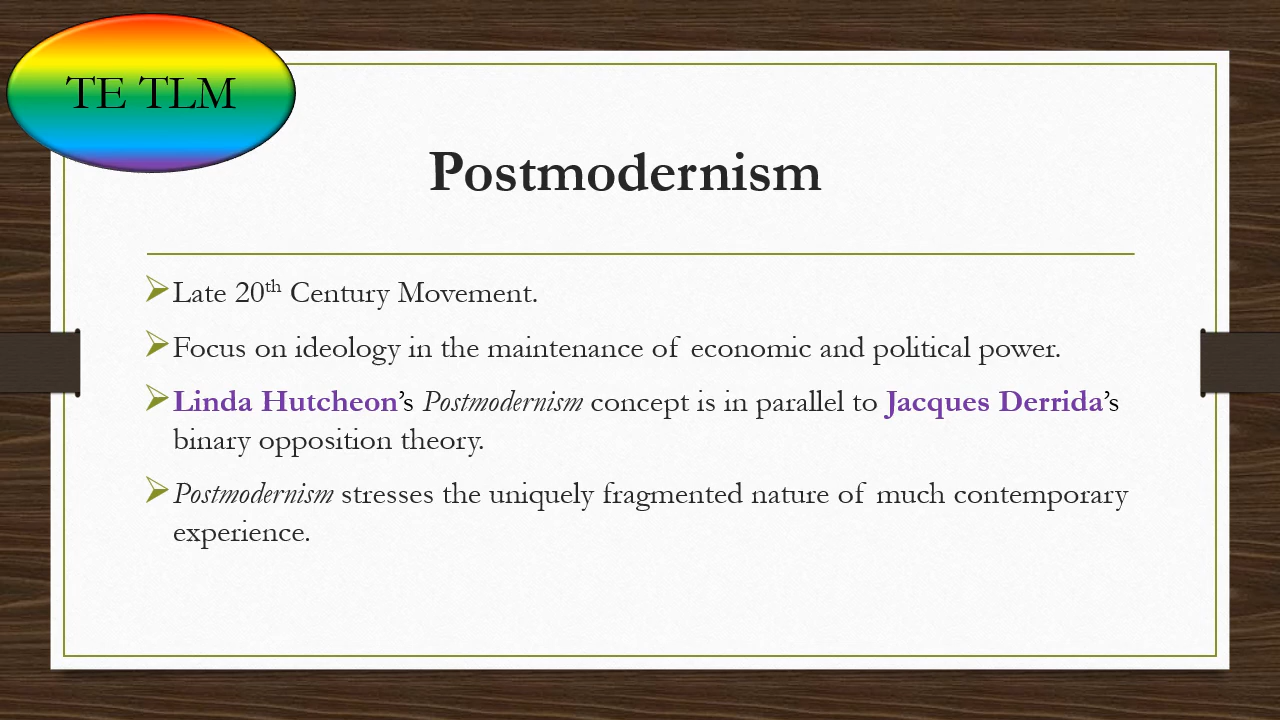 TE TLM
Postmodernism
➢Late 20th Century Movement.
➢Focus on ideology in the maintenance of economic and political power.
➢Linda Hutcheon’s Postmodernism concept is in parallel to Jacques Derrida’s
binary opposition theory.
➢Postmodernism stresses the uniquely fragmented nature of much contemporary
experience.